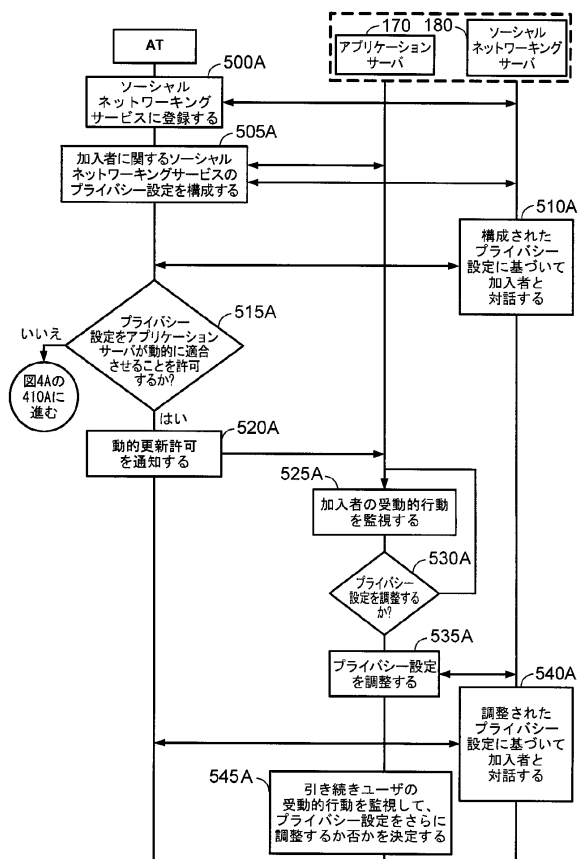 AT
170
アプリケーション
サーバ
180
ソーシャル
ネットワーキング
サーバ
500A
ソーシャル
ネットワーキング
サービスに登録する
505A
加入者に関するソーシャル
ネットワーキングサービスの
プライバシー設定を構成する
510A
構成された
プライバシー
設定に基づいて
加入者と
対話する
515A
プライバシー
設定をアプリケーション
サーバが動的に適合
させることを許可
するか?
いいえ
図4Aの
410Aに
進む
はい
520A
動的更新許可
を通知する
525A
加入者の受動的行動
を監視する
530A
プライバシー
設定を調整する
か?
535A
プライバシー設定
を調整する
540A
調整された
プライバシー
設定に基づいて
加入者と
対話する
545A
引き続きユーザの
受動的行動を監視して、
プライバシー設定をさらに
調整するか否かを決定する